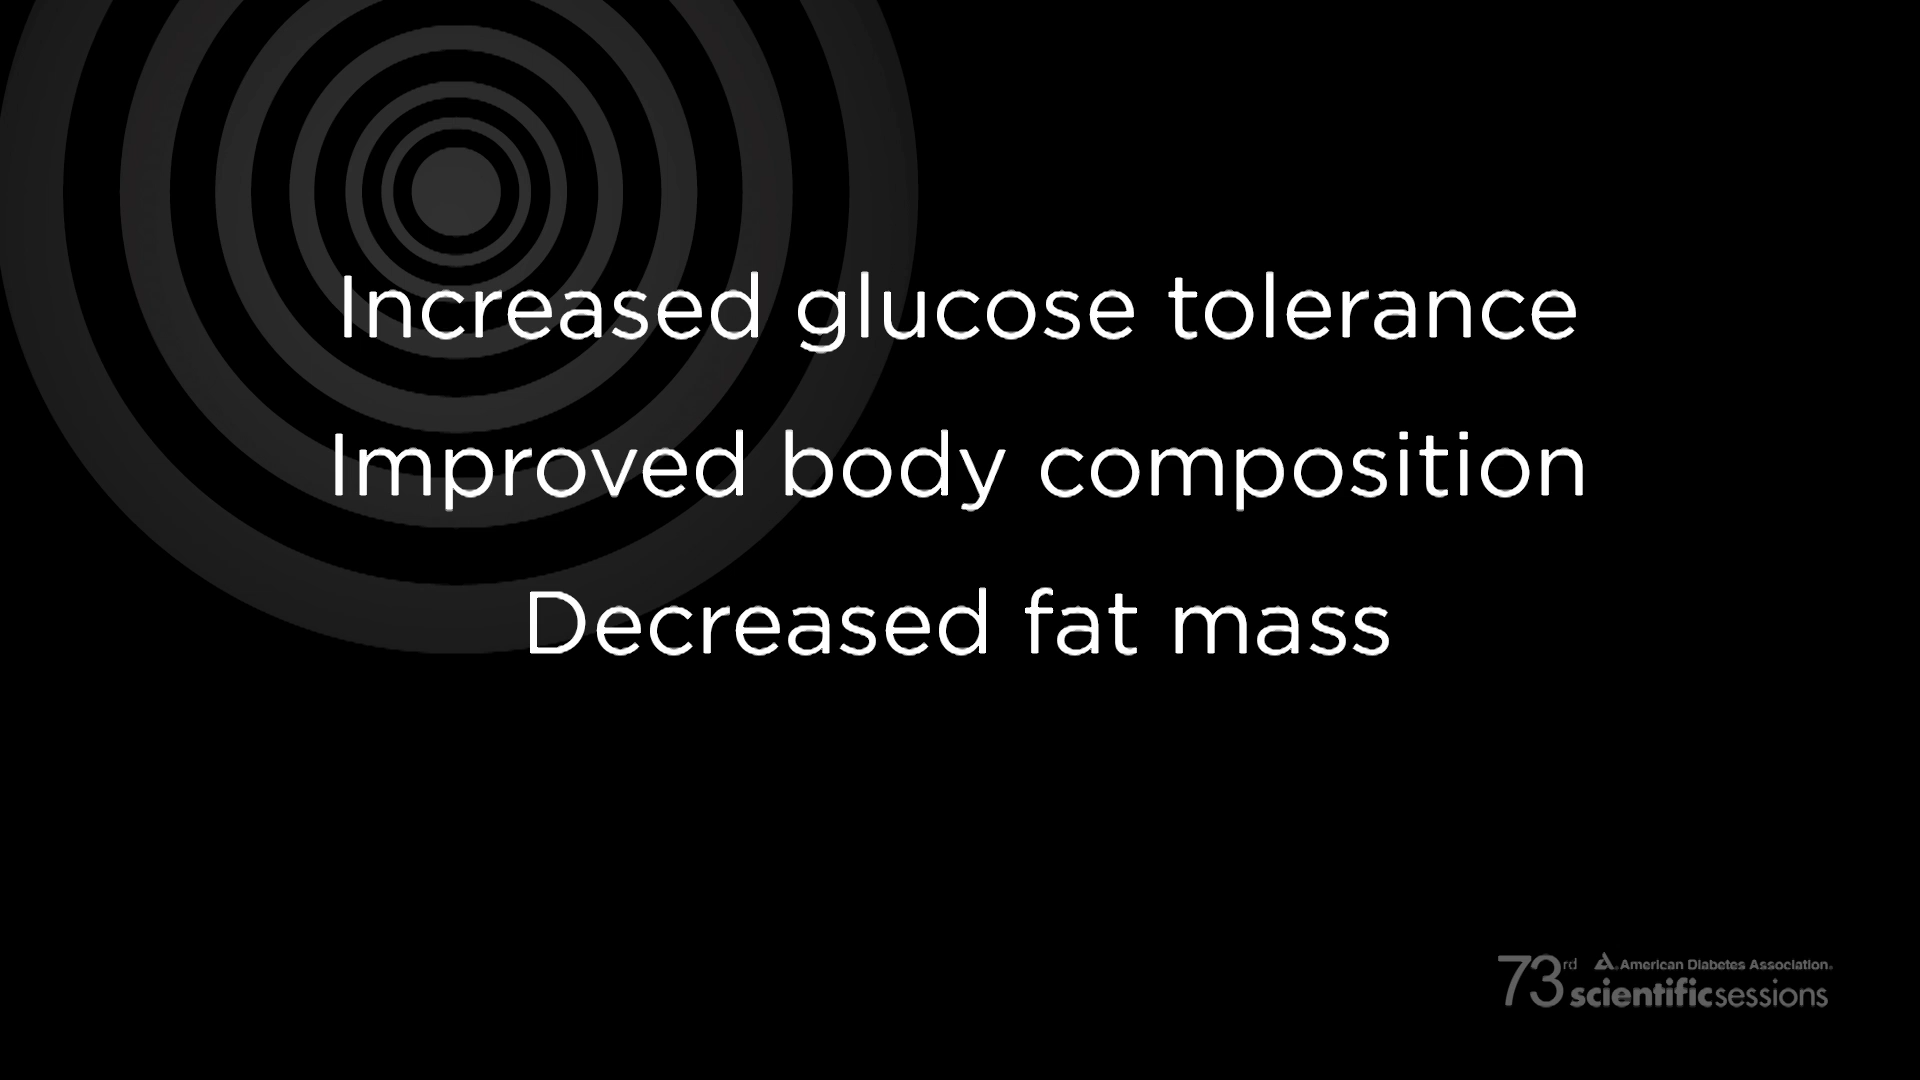 Increased glucose tolerance
Improved body composition
Decreased fat mass
73rd American Diabetes Association.
scientificsessions